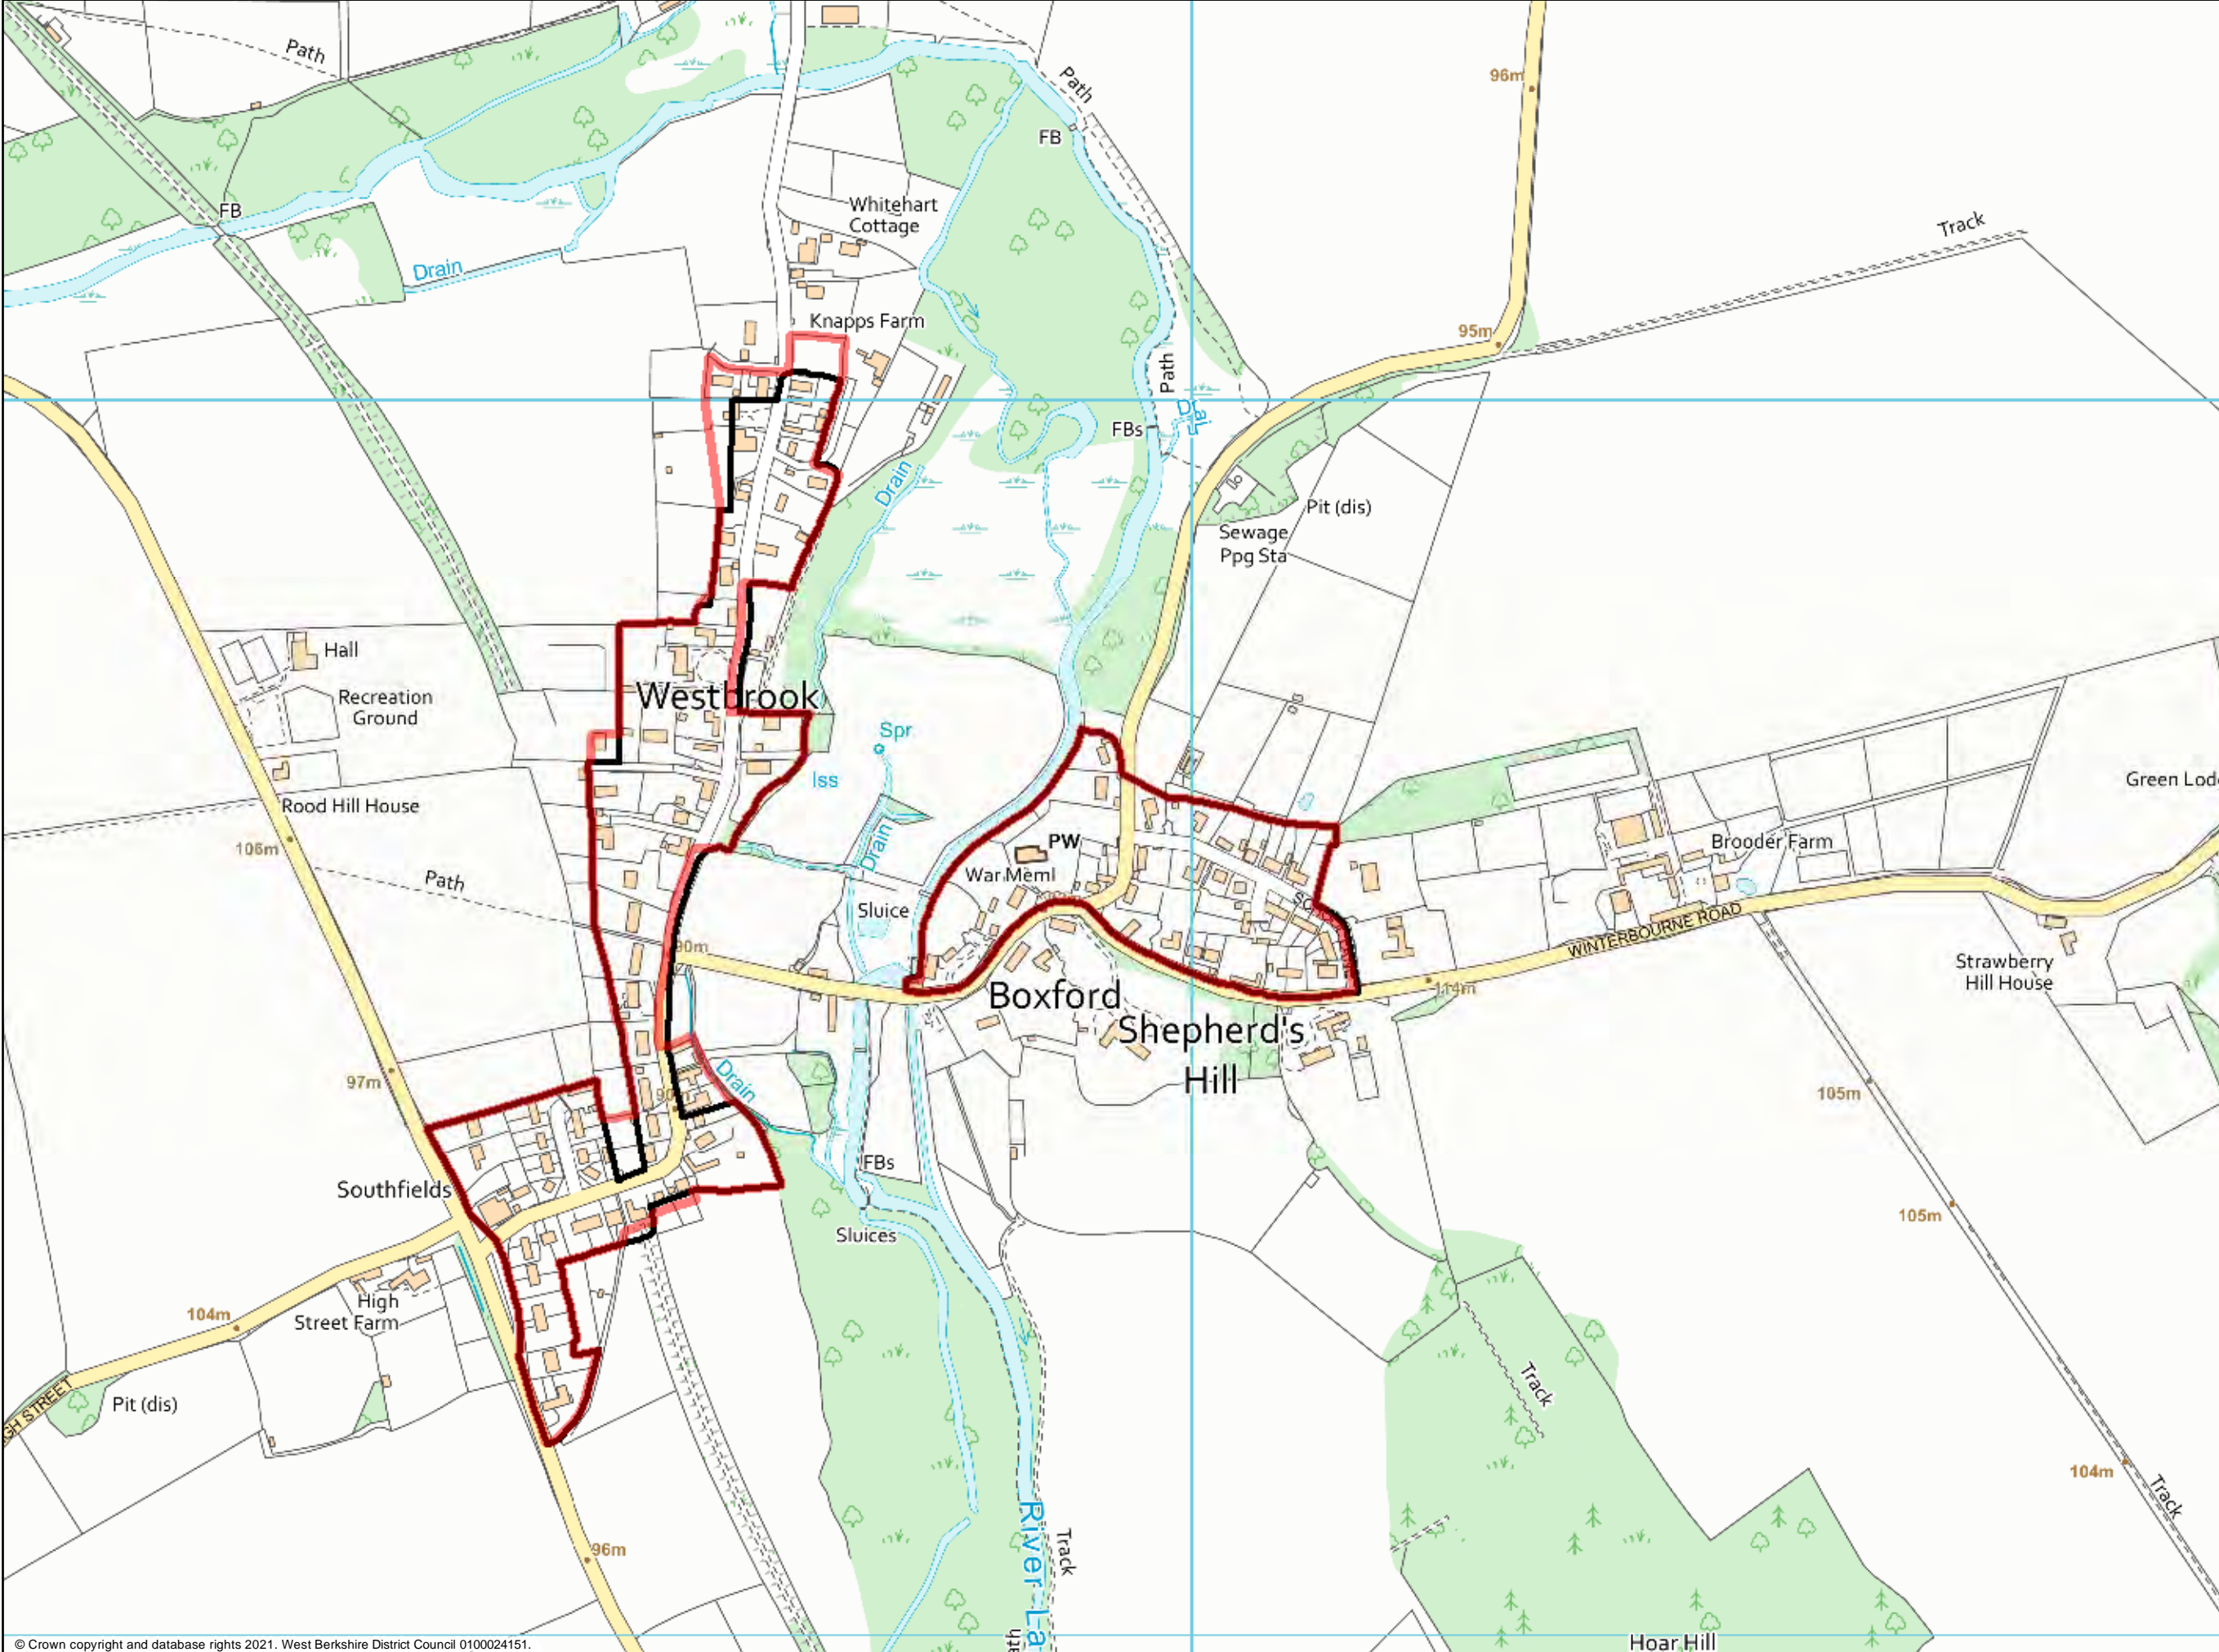 Path
Path
96m
FB
FB
Whitehart
Cottage
Track
Drain
Knapps Farm
95m
Path
FBs
Drain
Pit (dis)
Sewage
Ppg Sta
Hall
Recreation
Ground
Westbrook
Spr
Iss
Green
Rood Hill House
106m
Drain
PW
Brooder Farm
Path
War Meml
Sluice
90m
WINTERBOURNE ROAD
Strawberry
Hill House
Boxford
114m
Shepherd's
Hill
97m
Drain
105m
FBs
Southfields
105m
Sluices
High
Street Farm
104m
Track
Pit (dis)
STREET
104m
Track
River
Track
96m
Hoar Hill
© Crown copyright and database rights 2021. West Berkshire District Council 0100024151.